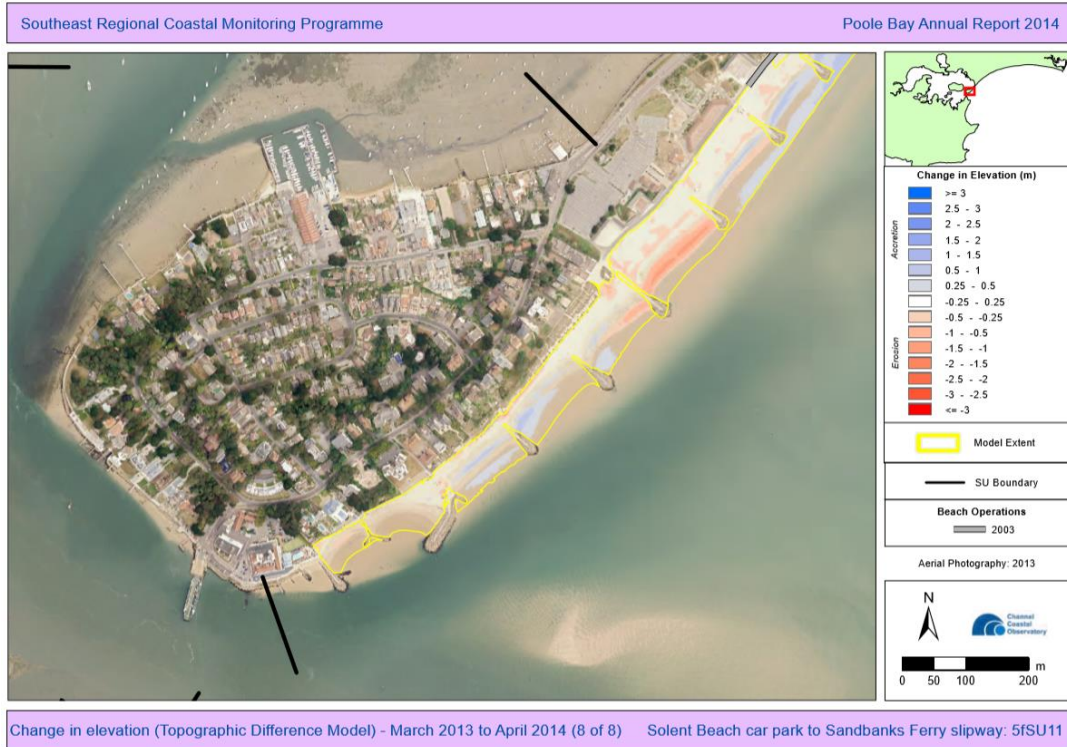 Southeast Regional Coastal Monitoring Programme
Poole Bay Annual Report 2014
Change in Elevation (m)
Accretion
Erosion
>= 3
2.5 - 3
2 - 2.5
1.5 - 2
1 - 1.5
0.5 - 1
0.25 - 0.5
-0.25 - 0.25
-0.5 - -0.25
-1 - -0.5
-1.5 - -1
-2 - -1.5
-2.5 - -2
-3 - -2.5
<= -3
Model Extent
SU Boundary
Beach Operations
2003
Aerial Photography: 2013
N
Channel
Coastal
Observatory
m
0 50 100 200
Change in elevation (Topographic Difference Model) - March 2013 to April 2014 (8 of 8)
Solent Beach car park to Sandbanks Ferry slipway: 5fSU11